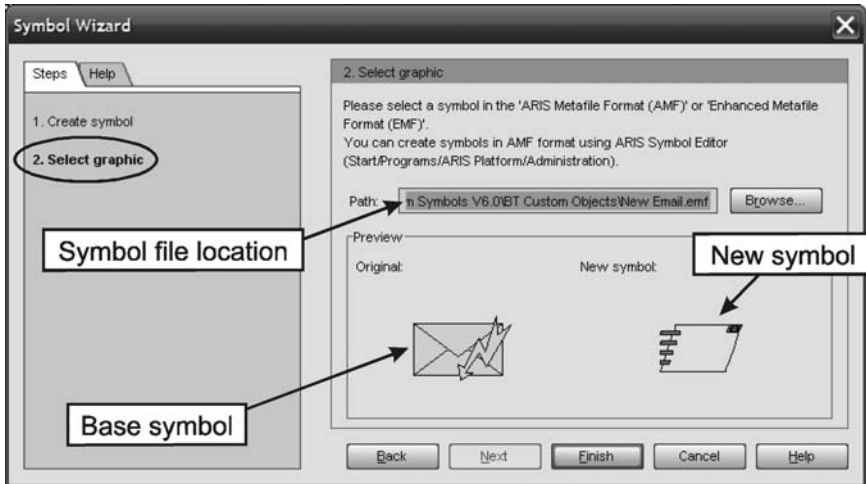 Symbol Wizard
Steps
Help
1. Create symbol
2. Select graphic
2. Select graphic
Please select a symbol in the 'ARIS Metafile Format (AMF)' or 'Enhanced Metafile
Format (EMF)'.
You can create symbols in AMF format using ARIS Symbol Editor
(Start/Programs/ARIS Platform/Administration).
Path:
n Symbols V6.0\BT Custom Objects\New Email.emf
Browse...
Symbol file location
Preview
Original:
New symbol:
New symbol
Base symbol
Back
Next
Finish
Cancel
Help